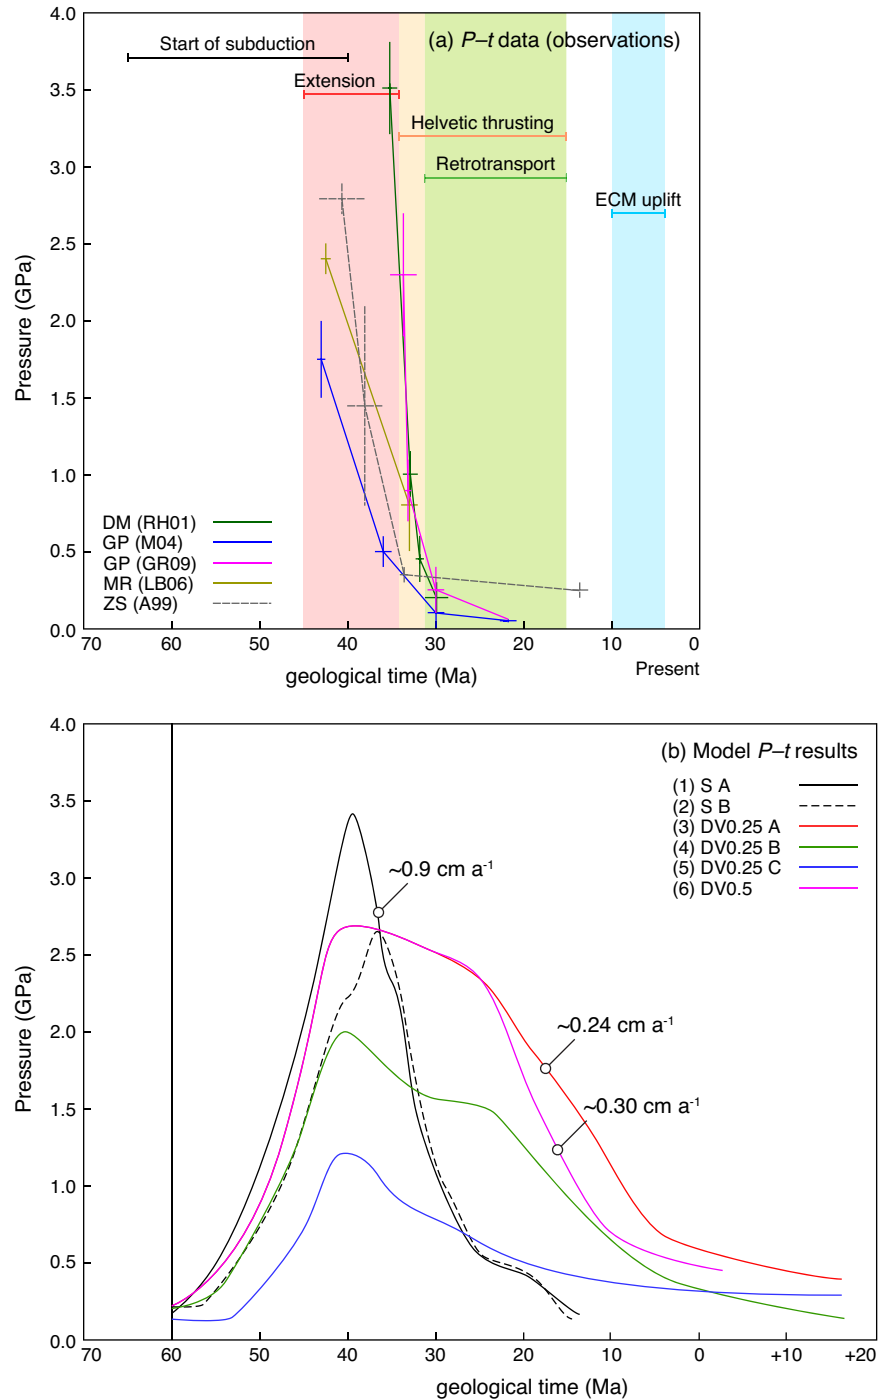 (a) P–t data (observations)
Start of subduction
Extension
Helvetic thrusting
Retrotransport
ECM uplift
4.0
3.5
3.0
2.5
2.0
1.5
1.0
0.5
0.0
Pressure (GPa)
DM (RH01)
GP (M04)
GP (GR09)
MR (LB06)
ZS (A99)
70 60 50 40 30 20 10 0
Present
geological time (Ma)
(b) Model P–t results
(1) S A
(2) S B
(3) DV0.25 A
(4) DV0.25 B
(5) DV0.25 C
(6) DV0.5
~0.9 cm a-1
~0.24 cm a-1
~0.30 cm a-1
4.0
3.5
3.0
2.5
2.0
1.5
1.0
0.5
0.0
Pressure (GPa)
70 60 50 40 30 20 10 0 +10 +20
geological time (Ma)